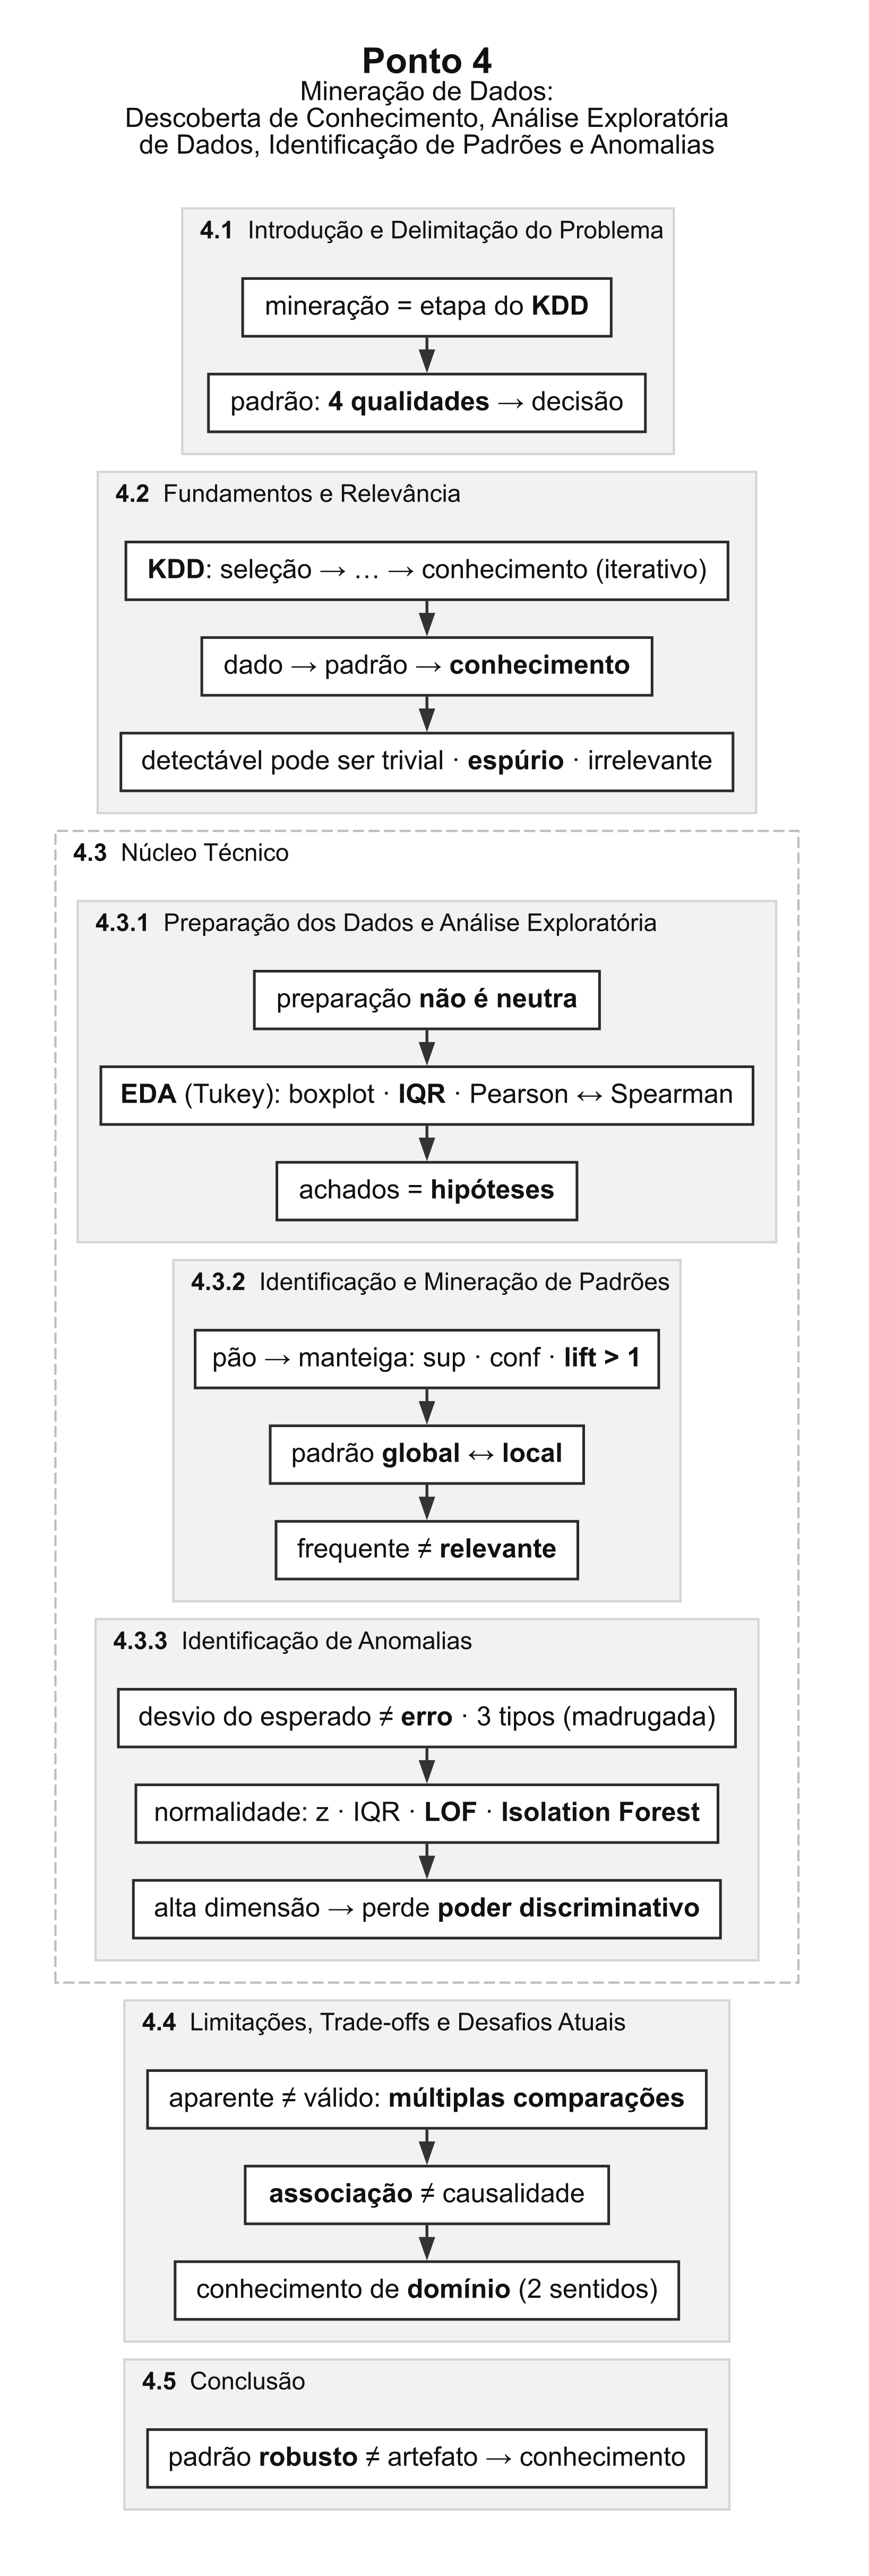 Ponto 4
Mineração de Dados:
Descoberta de Conhecimento, Análise Exploratória
de Dados, Identificação de Padrões e Anomalias
4.1 Introdução e Delimitação do Problema
mineração = etapa do KDD
padrão: 4 qualidades → decisão
4.2 Fundamentos e Relevância
KDD: seleção → … → conhecimento (iterativo)
dado → padrão → conhecimento
detectável pode ser trivial · espúrio · irrelevante
4.3 Núcleo Técnico
4.3.1 Preparação dos Dados e Análise Exploratória
preparação não é neutra
EDA (Tukey): boxplot · IQR · Pearson ↔ Spearman
achados = hipóteses
4.3.2 Identificação e Mineração de Padrões
pão → manteiga: sup · conf · lift > 1
padrão global ↔ local
frequente ≠ relevante
4.3.3 Identificação de Anomalias
desvio do esperado ≠ erro · 3 tipos (madrugada)
normalidade: z · IQR · LOF · Isolation Forest
alta dimensão → perde poder discriminativo
4.4 Limitações, Trade-offs e Desafios Atuais
aparente ≠ válido: múltiplas comparações
associação ≠ causalidade
conhecimento de domínio (2 sentidos)
4.5 Conclusão
padrão robusto ≠ artefato → conhecimento